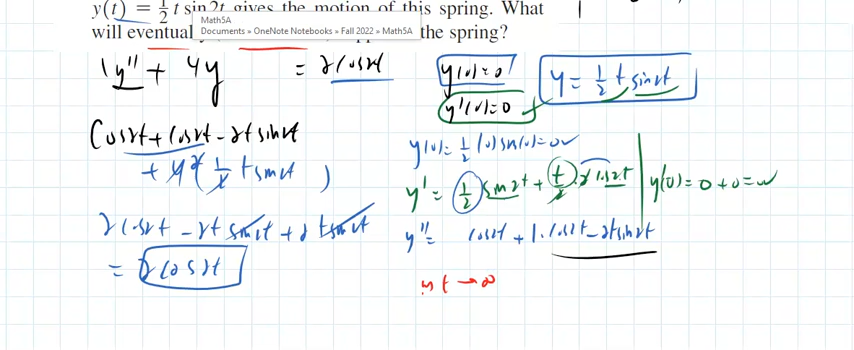 y(t) = 1/2 t sin 2t gives the motion of this spring. What
Math5A
Documents » OneNote Notebooks » Fall 2022 » Math5A
will eventual the spring?
1y'' + 4y = 2cos2t
y(0)=0
y'(0)=0
y = 1/2 t sin2t
cos2t + cos2t - 2t sin2t
+ 4 ( 1/2 t sin2t )
2cos2t - 2t sin2t + 2t sin2t
= 2cos2t
y(0) = 1/2 (0) sin(0) = 0 ✓
y' = 1/2 sin2t + t/2 · 2 cos2t
y'(0) = 0 + 0 = ✓
y'' = cos2t + 1·cos2t - 2t sin2t
as t → ∞